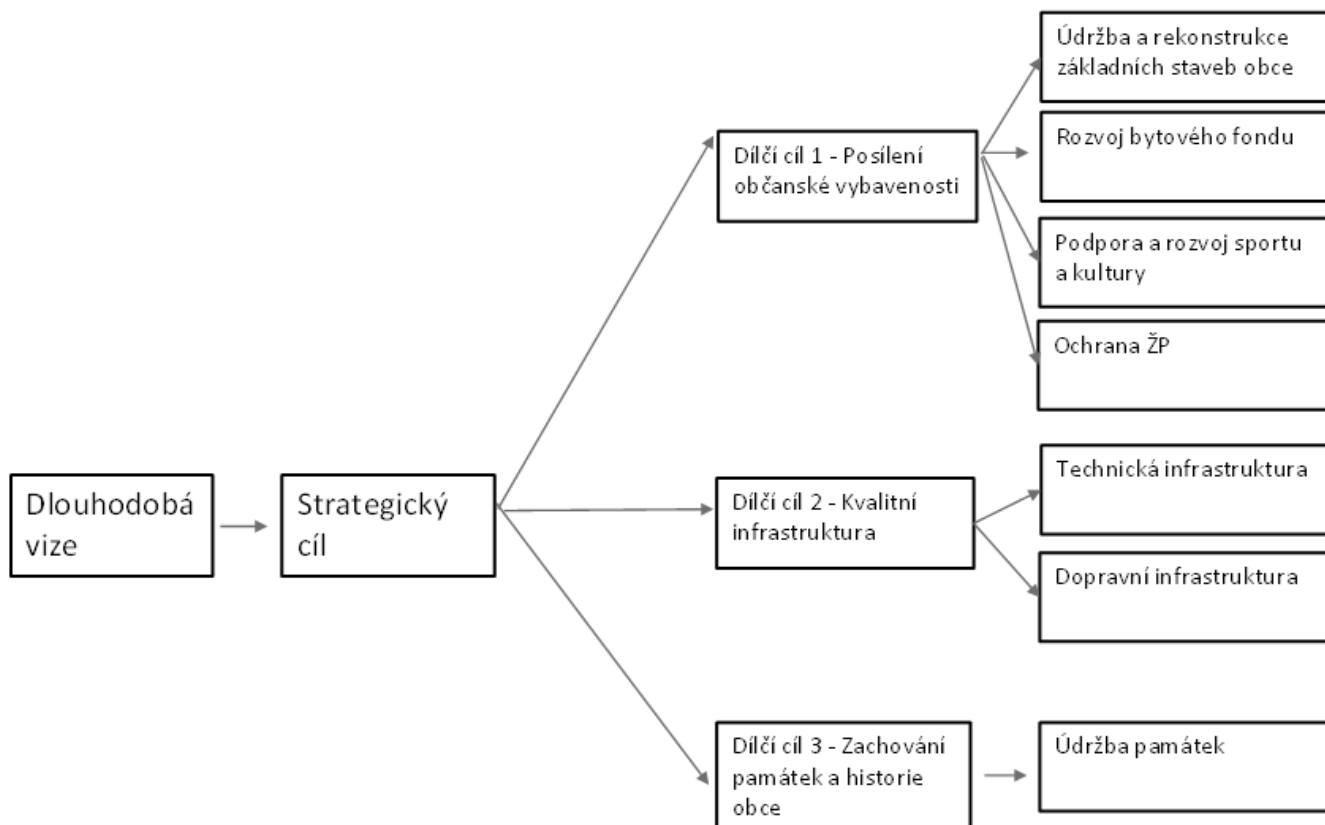 Dlouhodobá
vize
Strategický
cíl
Dílčí cíl 1 - Posílení
občanské vybavenosti
Údržba a rekonstrukce
základních staveb obce
Rozvoj bytového fondu
Podpora a rozvoj sportu
a kultury
Ochrana ŽP
Dílčí cíl 2 - Kvalitní
infrastruktura
Technická infrastruktura
Dopravní infrastruktura
Dílčí cíl 3 - Zachování
památek a historie
obce
Údržba památek